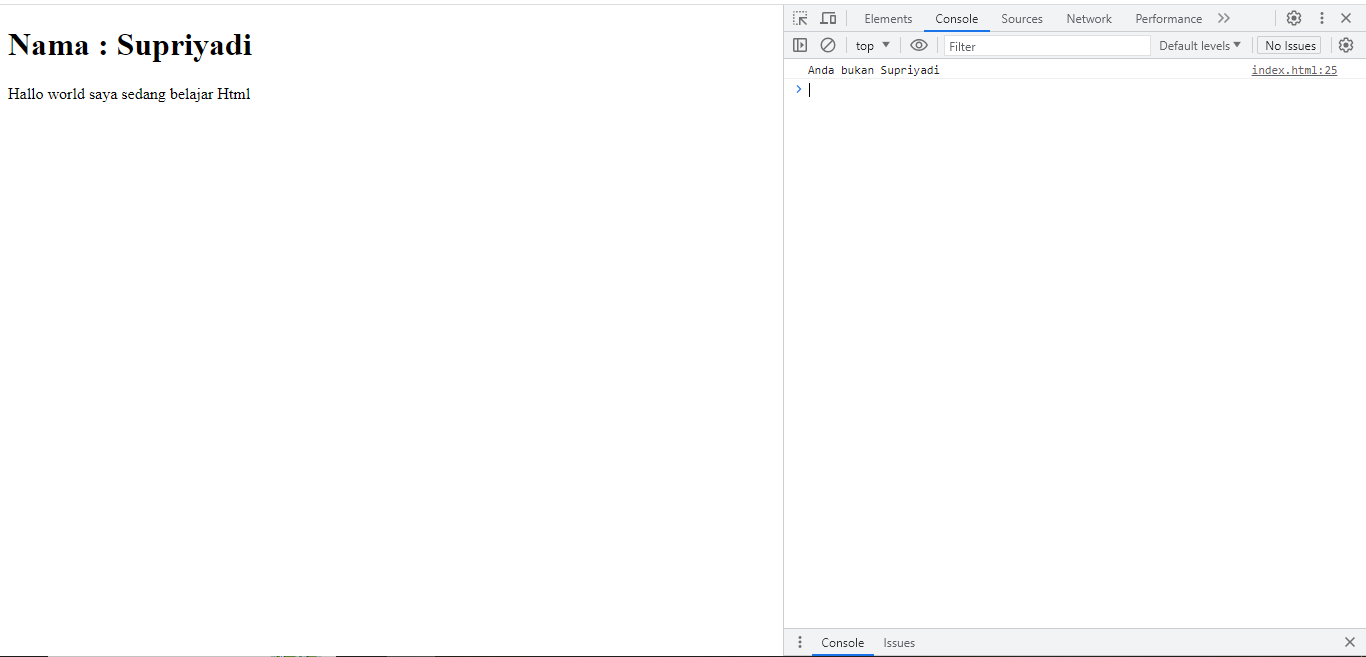 Nama : Supriyadi
Hallo world saya sedang belajar Html
Elements Console Sources Network Performance
top Filter Default levels No Issues
Anda bukan Supriyadi index.html:25
Console Issues